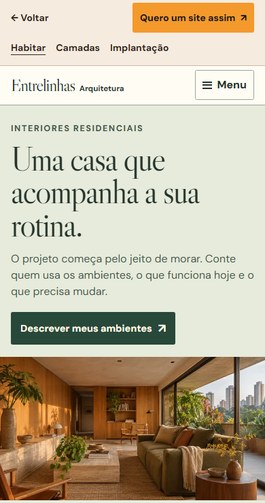 ← Voltar
Quero um site assim ↗
Habitar Camadas Implantação
Entrelinhas Arquitetura
Menu
INTERIORES RESIDENCIAIS
Uma casa que
acompanha a sua
rotina.
O projeto começa pelo jeito de morar. Conte
quem usa os ambientes, o que funciona hoje e o
que precisa mudar.
Descrever meus ambientes ↗